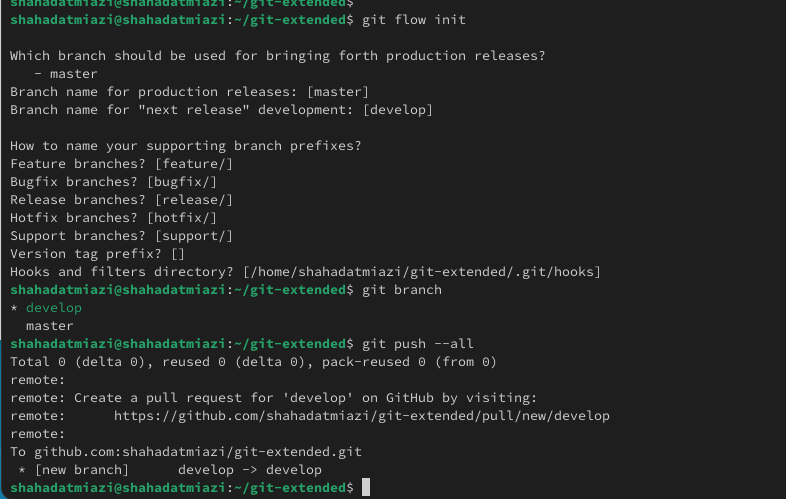 shahadatmiazi@shahadatmiazi:~/git-extended$
shahadatmiazi@shahadatmiazi:~/git-extended$ git flow init
Which branch should be used for bringing forth production releases?
   - master
Branch name for production releases: [master]
Branch name for "next release" development: [develop]
How to name your supporting branch prefixes?
Feature branches? [feature/]
Bugfix branches? [bugfix/]
Release branches? [release/]
Hotfix branches? [hotfix/]
Support branches? [support/]
Version tag prefix? []
Hooks and filters directory? [/home/shahadatmiazi/git-extended/.git/hooks]
shahadatmiazi@shahadatmiazi:~/git-extended$ git branch
* develop
  master
shahadatmiazi@shahadatmiazi:~/git-extended$ git push --all
Total 0 (delta 0), reused 0 (delta 0), pack-reused 0 (from 0)
remote:
remote: Create a pull request for 'develop' on GitHub by visiting:
remote:      https://github.com/shahadatmiazi/git-extended/pull/new/develop
remote:
To github.com:shahadatmiazi/git-extended.git
 * [new branch]      develop -> develop
shahadatmiazi@shahadatmiazi:~/git-extended$